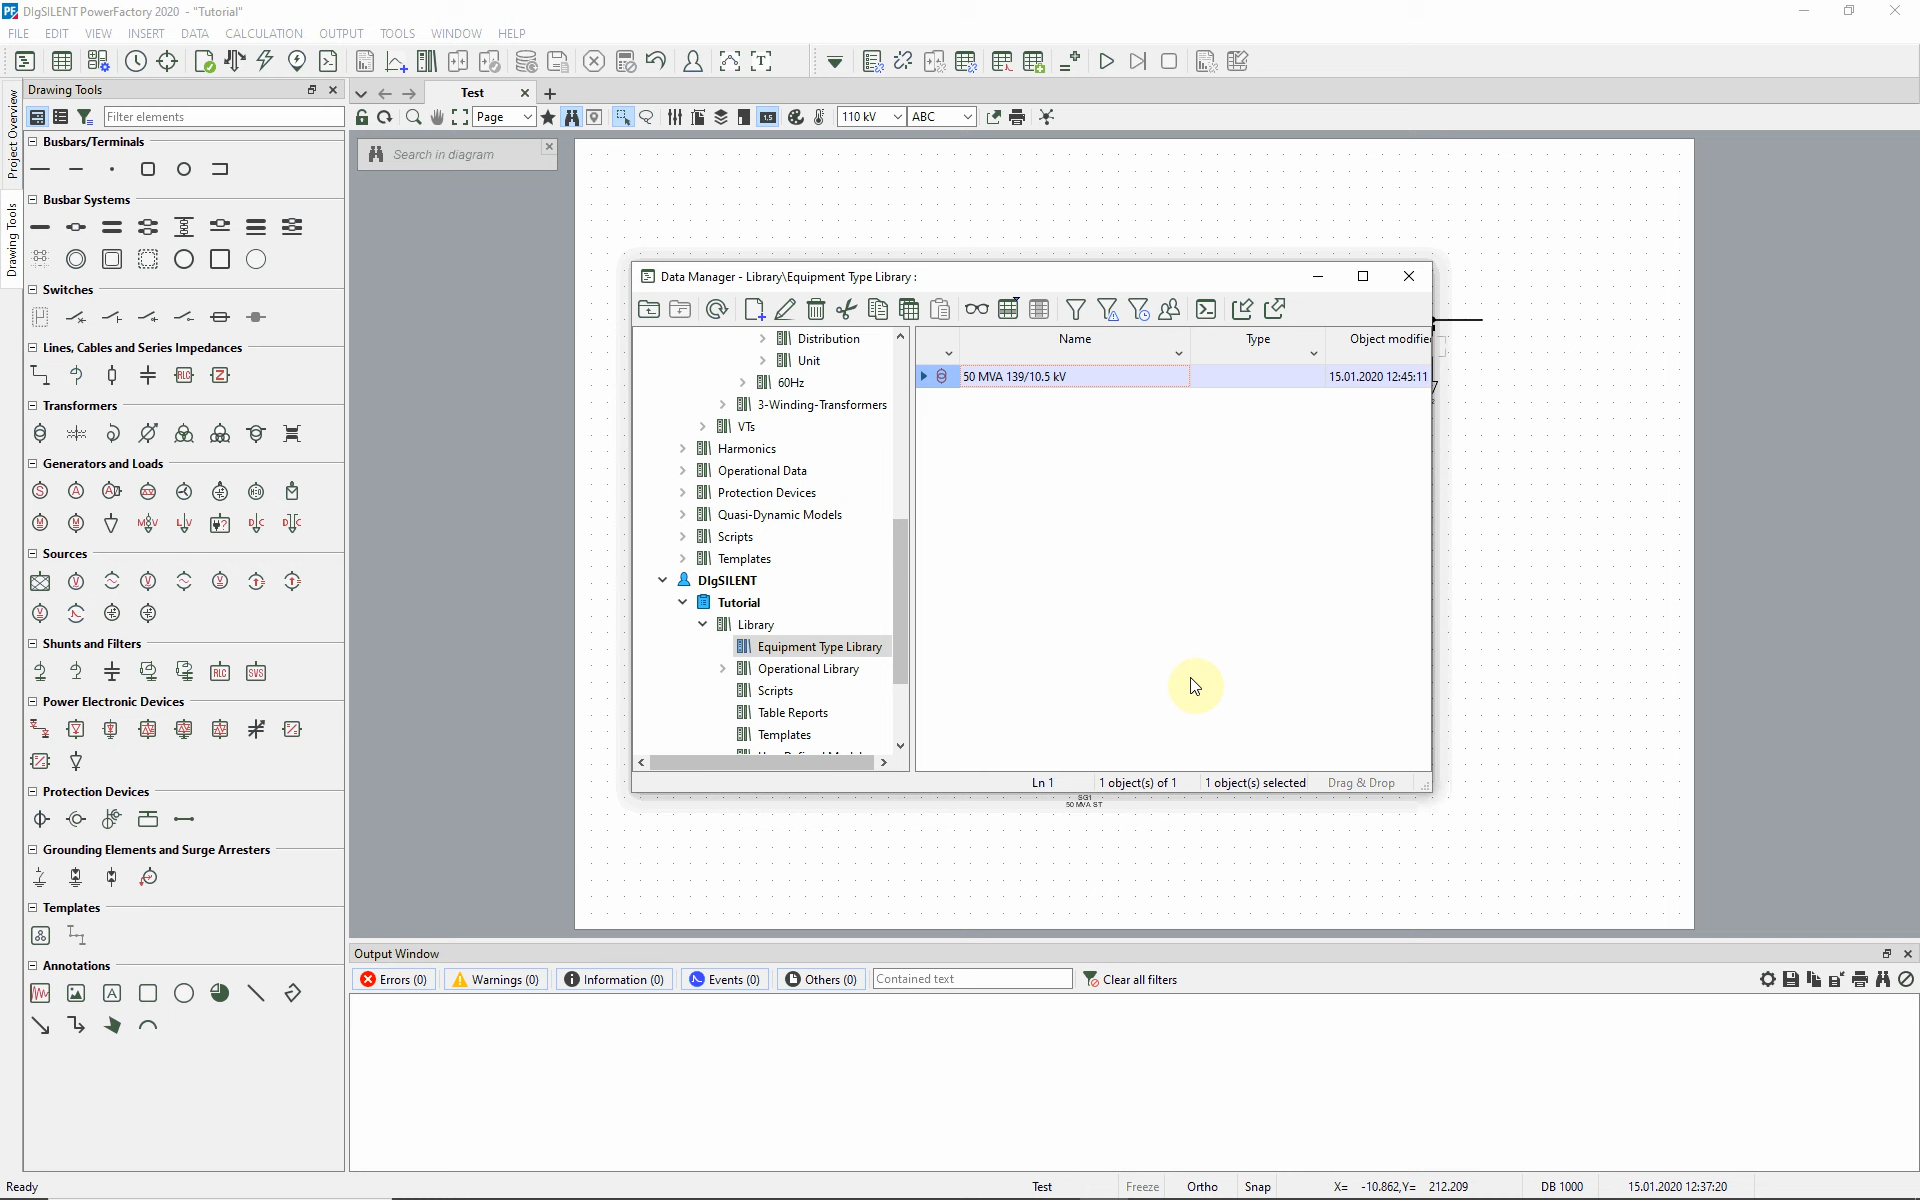 DIgSILENT PowerFactory 2020 - "Tutorial"
FILE EDIT VIEW INSERT DATA CALCULATION OUTPUT TOOLS WINDOW HELP
Project Overview
Drawing Tools
Drawing Tools
Filter elements
Busbars/Terminals
Busbar Systems
Switches
Lines, Cables and Series Impedances
Transformers
Generators and Loads
Sources
Shunts and Filters
Power Electronic Devices
Protection Devices
Grounding Elements and Surge Arresters
Templates
Annotations
Test
Page
110 kV
ABC
Search in diagram
Data Manager - Library\Equipment Type Library :
Distribution
Unit
60Hz
3-Winding-Transformers
VTs
Harmonics
Operational Data
Protection Devices
Quasi-Dynamic Models
Scripts
Templates
DIgSILENT
Tutorial
Library
Equipment Type Library
Operational Library
Scripts
Table Reports
Templates
Name Type Object modifie
50 MVA 139/10.5 kV 15.01.2020 12:45:11
Ln 1 1 object(s) of 1 1 object(s) selected Drag & Drop
SG1
50 MVA ST
Output Window
Errors (0) Warnings (0) Information (0) Events (0) Others (0) Contained text Clear all filters
Ready Test Freeze Ortho Snap X= -10.862,Y= 212.209 DB 1000 15.01.2020 12:37:20